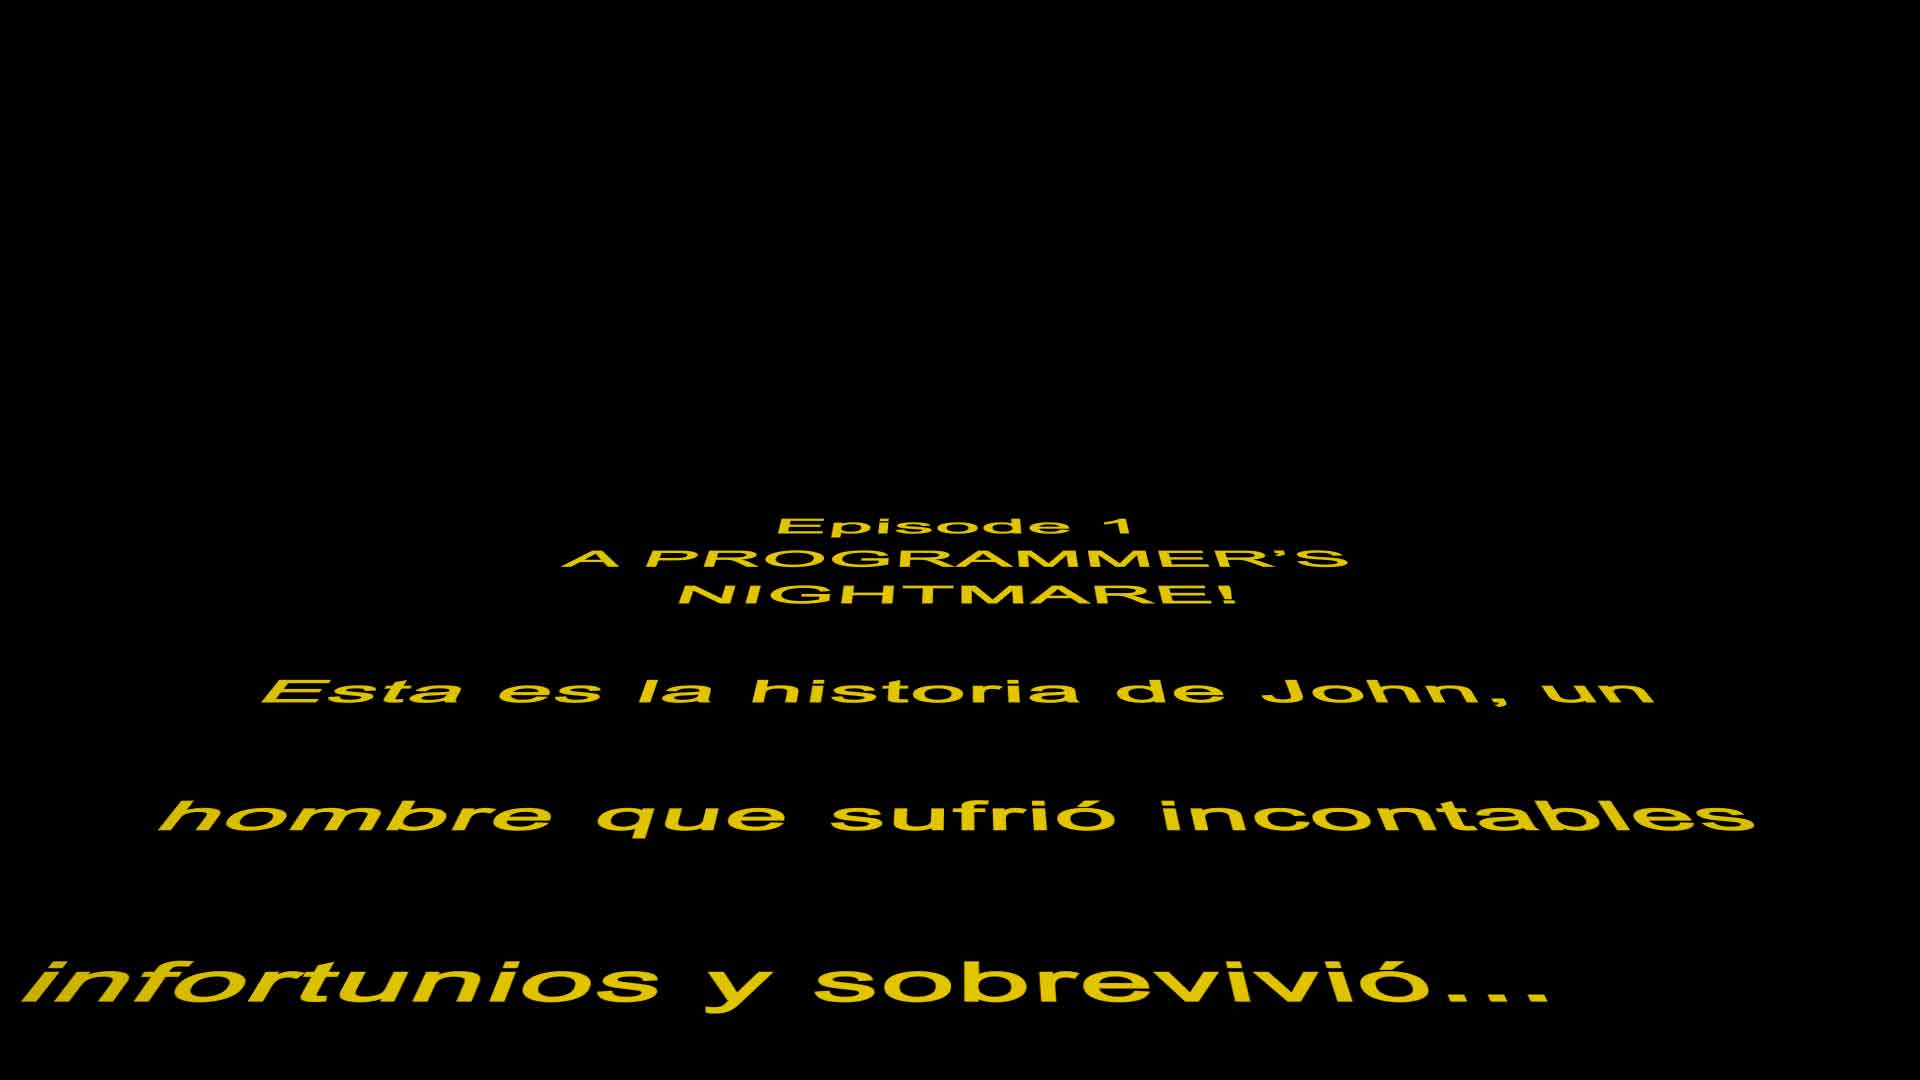 Episode 1
A PROGRAMMER’S
NIGHTMARE!
Esta es la historia de John, un
hombre que sufrió incontables
infortunios y sobrevivió...